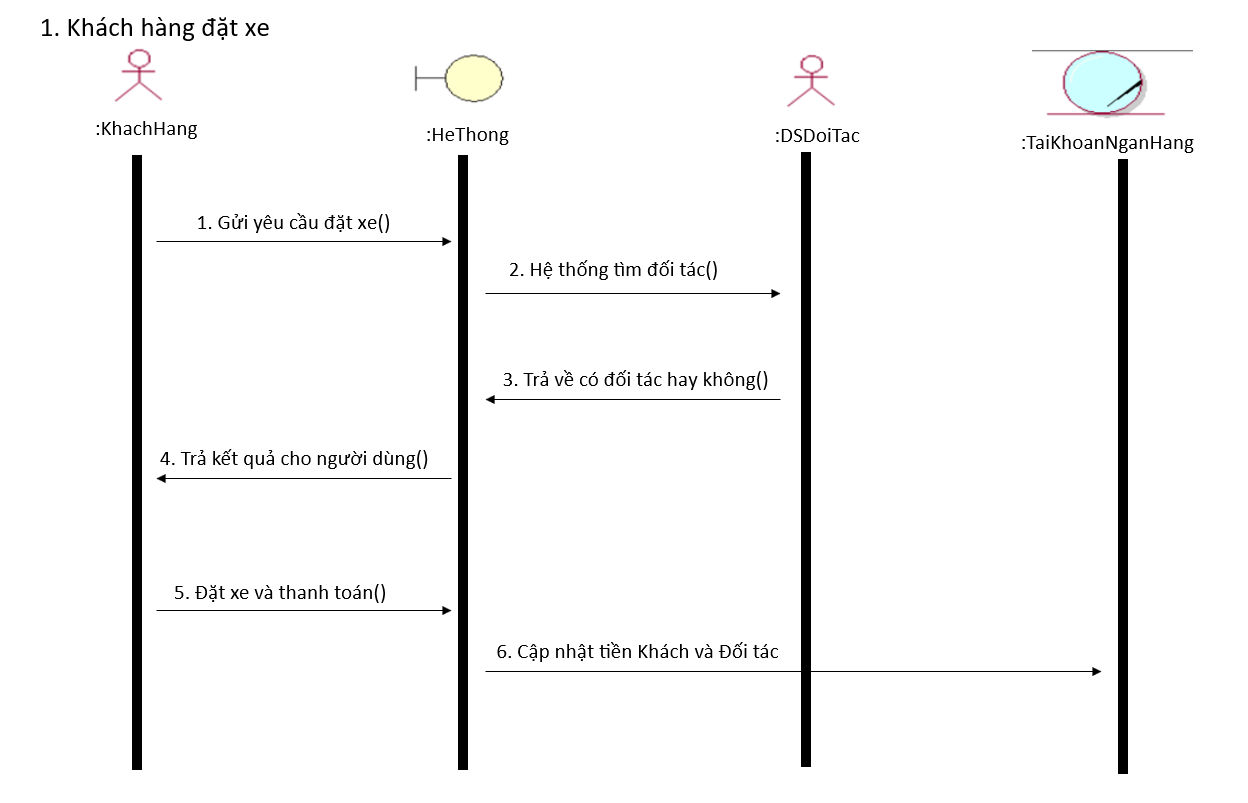 1. Khách hàng đặt xe
:KhachHang
:HeThong
:DSDoiTac
:TaiKhoanNganHang
1. Gửi yêu cầu đặt xe()
2. Hệ thống tìm đối tác()
3. Trả về có đối tác hay không()
4. Trả kết quả cho người dùng()
5. Đặt xe và thanh toán()
6. Cập nhật tiền Khách và Đối tác